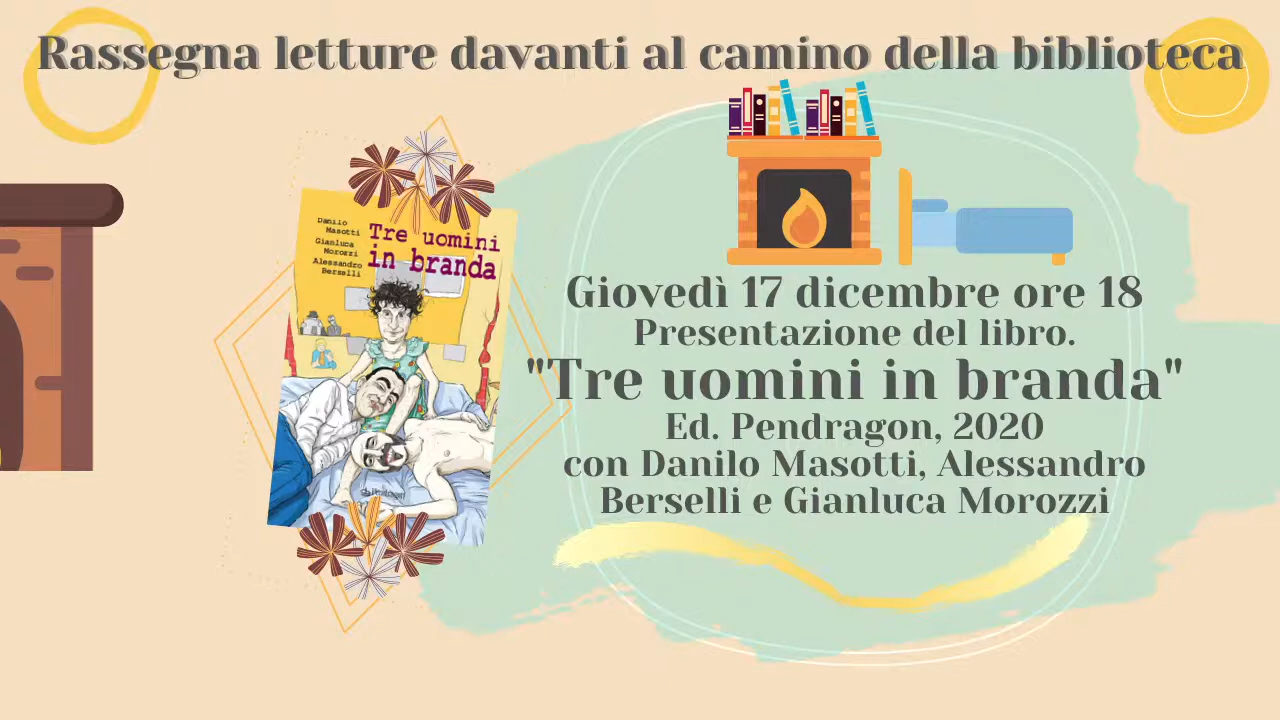 Rassegna letture davanti al camino della biblioteca
Danilo
Masotti
Gianluca
Morozzi
Alessandro
Berselli
Tre uomini
in branda
Pendragon
Giovedì 17 dicembre ore 18
Presentazione del libro.
"Tre uomini in branda"
Ed. Pendragon, 2020
con Danilo Masotti, Alessandro
Berselli e Gianluca Morozzi